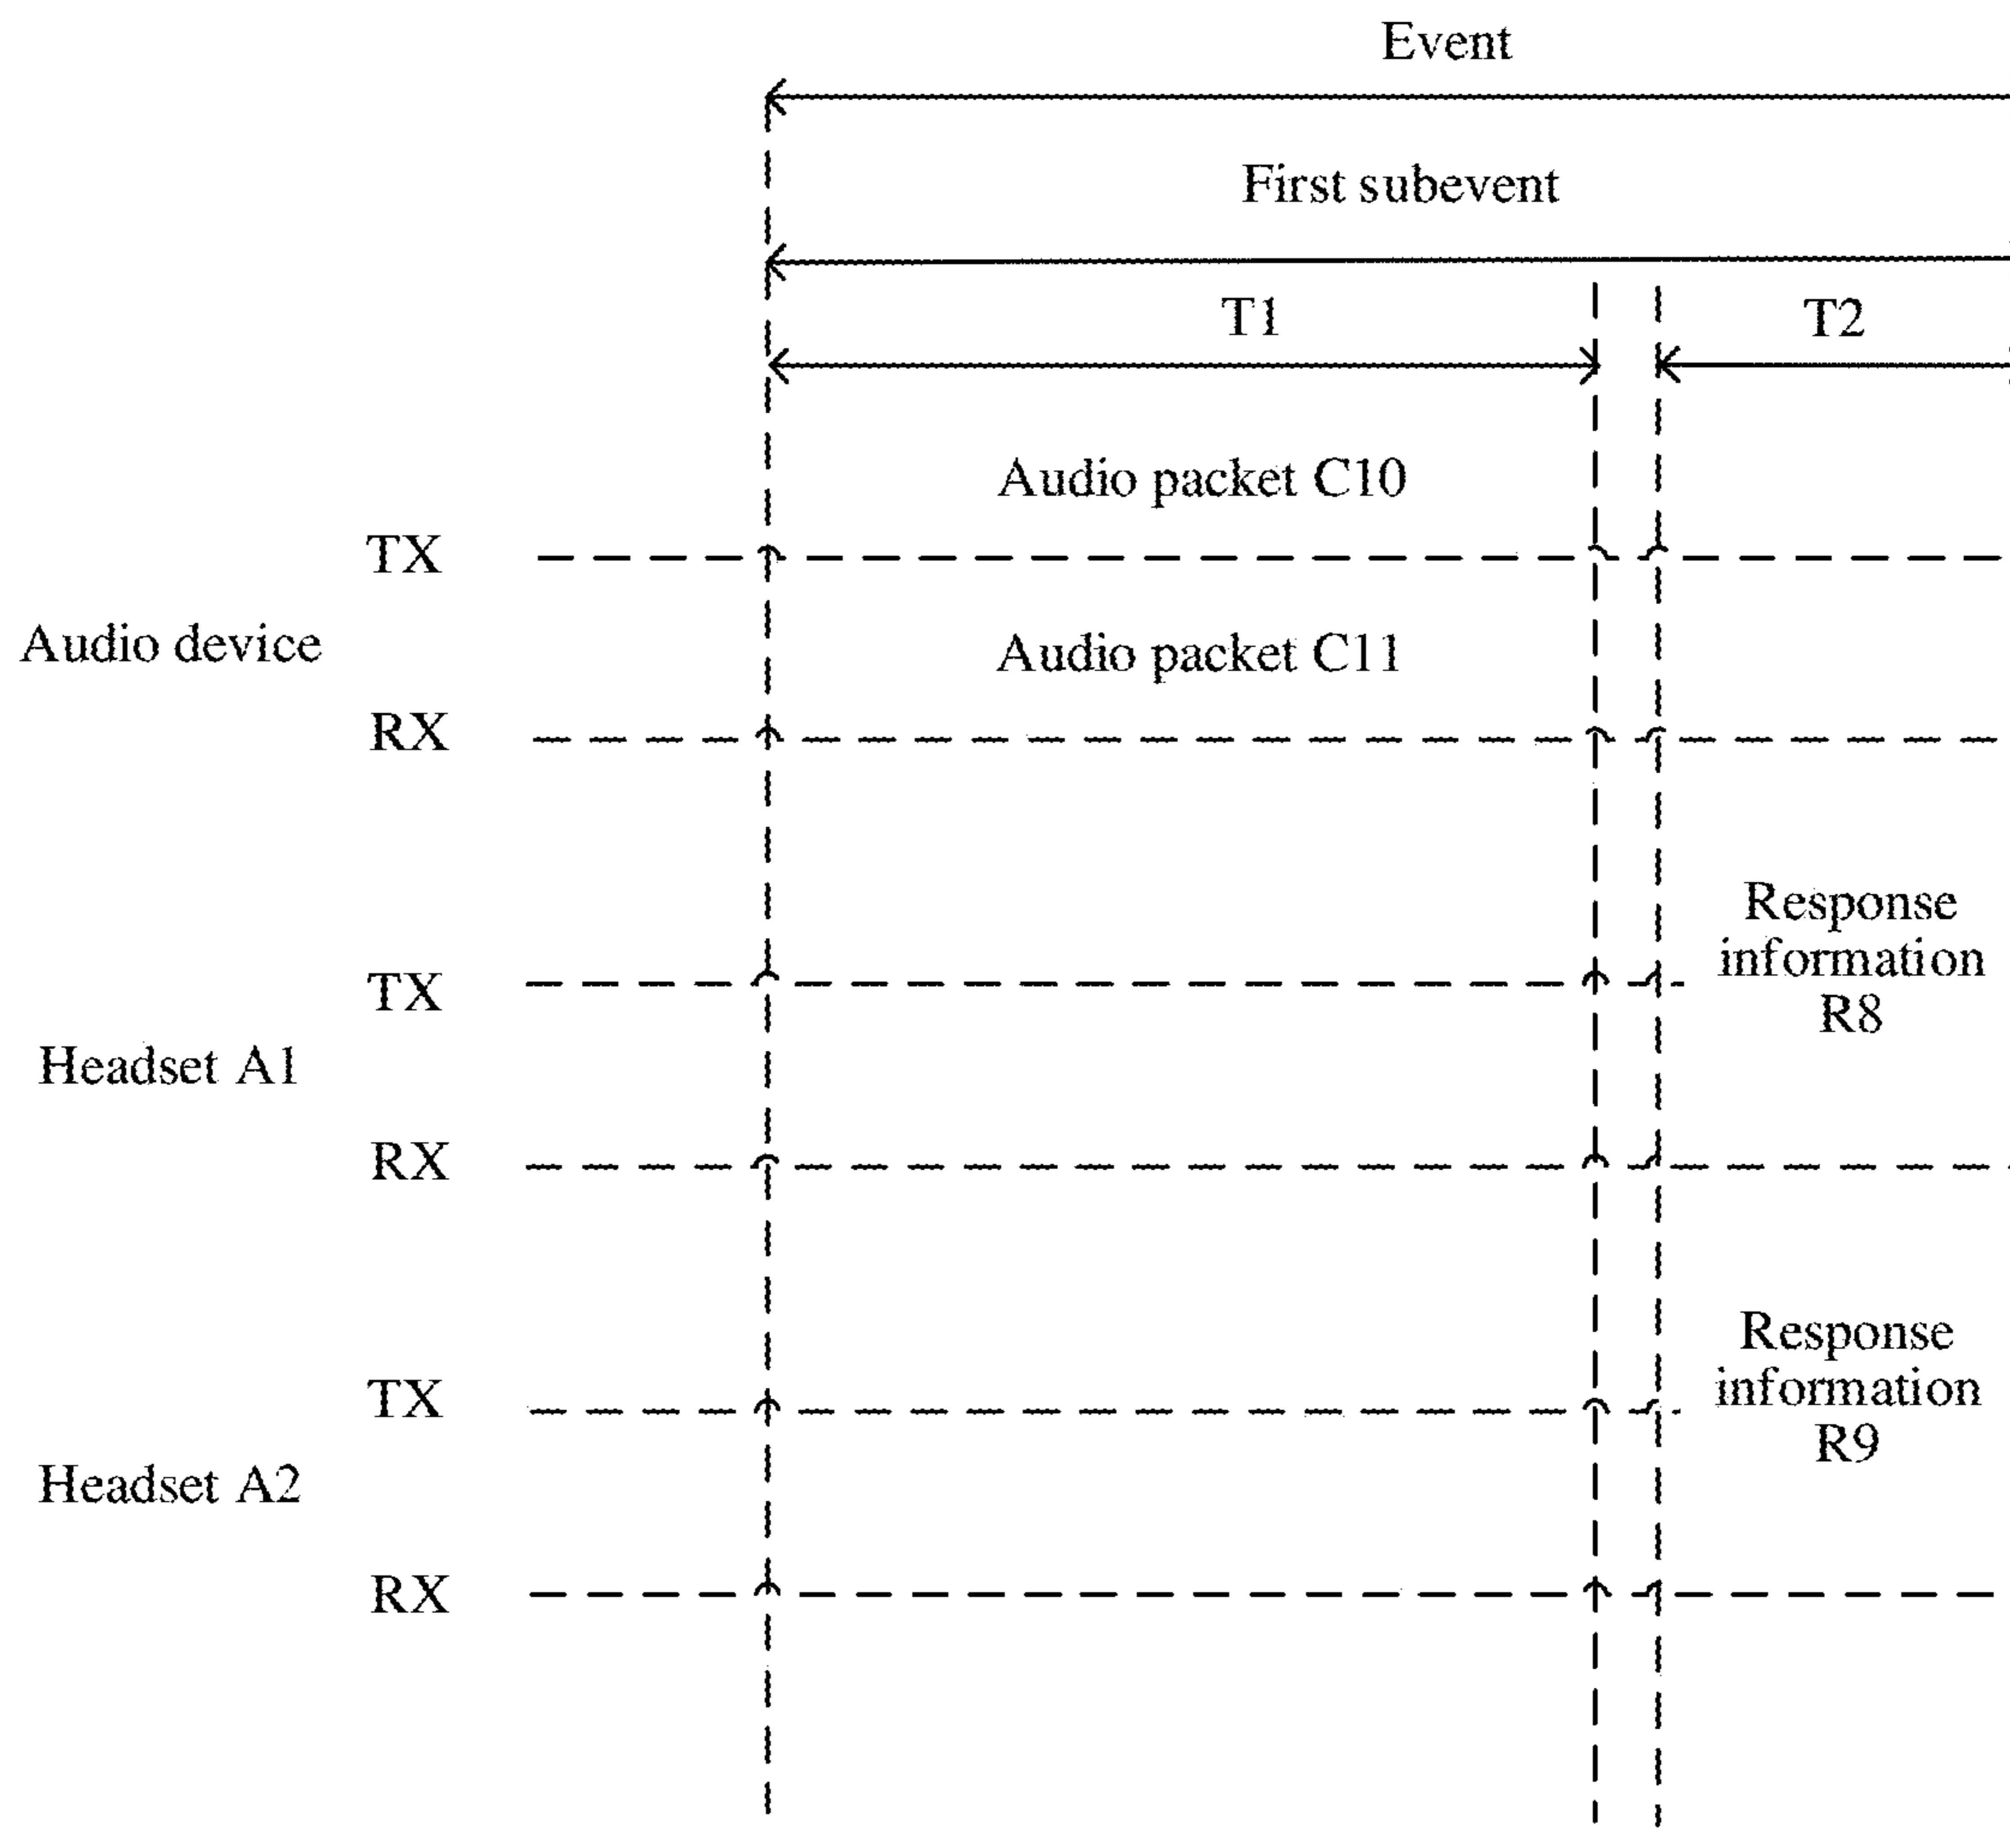 Event
First subevent
T1
T2
Audio packet C10
TX
Audio device
Audio packet C11
RX
Response
information
R8
TX
Headset A1
RX
Response
information
R9
TX
Headset A2
RX